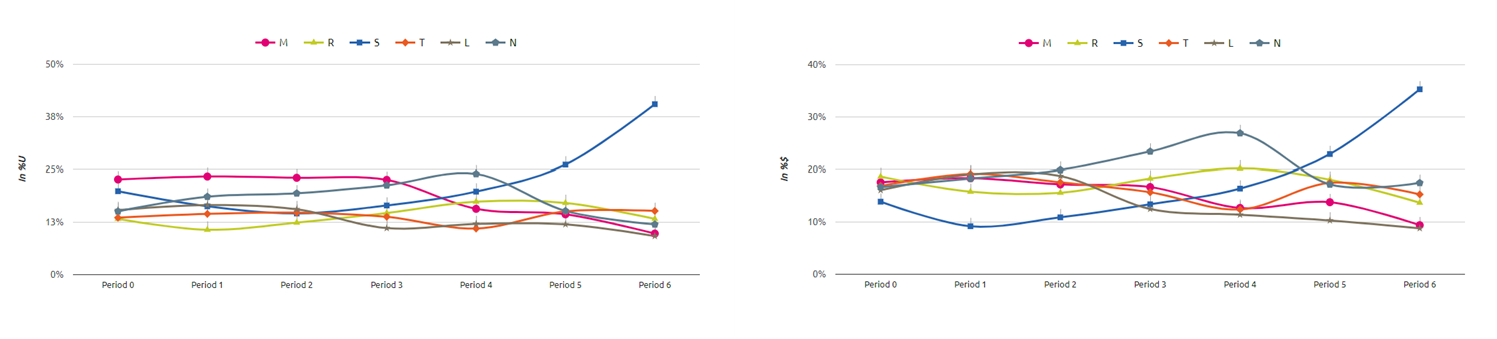 M R S T L N
50%
38%
25%
13%
0%
In %U
Period 0 Period 1 Period 2 Period 3 Period 4 Period 5 Period 6
M R S T L N
40%
30%
20%
10%
0%
In %$
Period 0 Period 1 Period 2 Period 3 Period 4 Period 5 Period 6